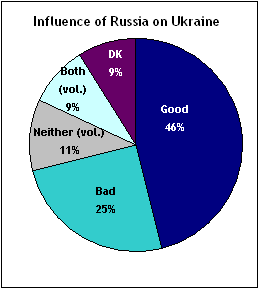 Influence of Russia on Ukraine
DK
9%
Both
(vol.)
9%
Good
46%
Neither (vol.)
11%
Bad
25%